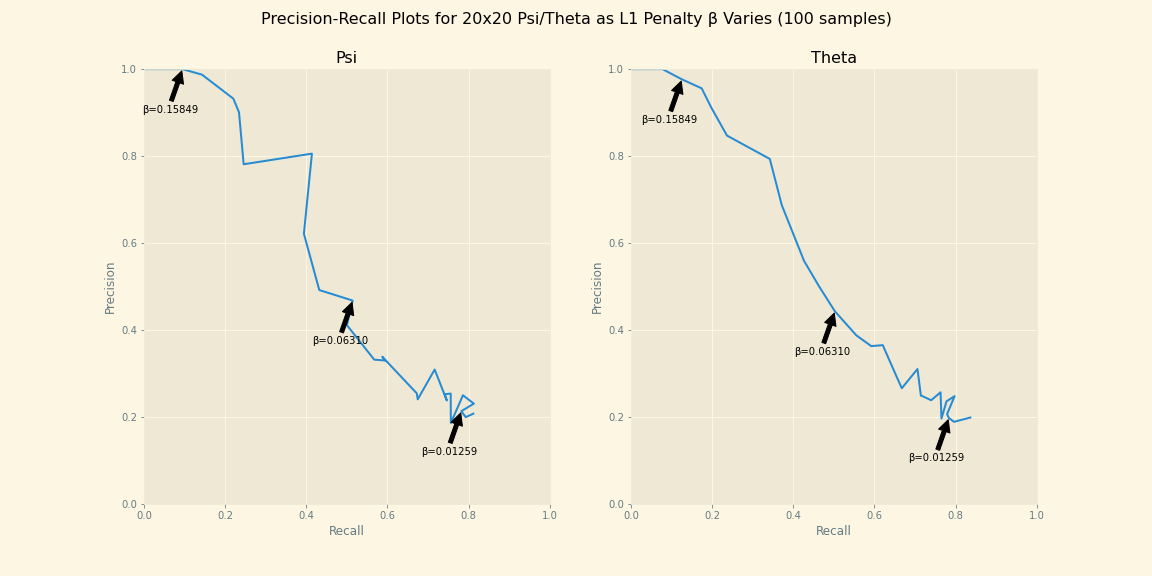 Precision-Recall Plots for 20x20 Psi/Theta as L1 Penalty β Varies (100 samples)
Psi
1.0
0.8
0.6
0.4
0.2
0.0
Precision
β=0.15849
β=0.06310
β=0.01259
0.0 0.2 0.4 0.6 0.8 1.0
Recall
Theta
1.0
0.8
0.6
0.4
0.2
0.0
Precision
β=0.15849
β=0.06310
β=0.01259
0.0 0.2 0.4 0.6 0.8 1.0
Recall